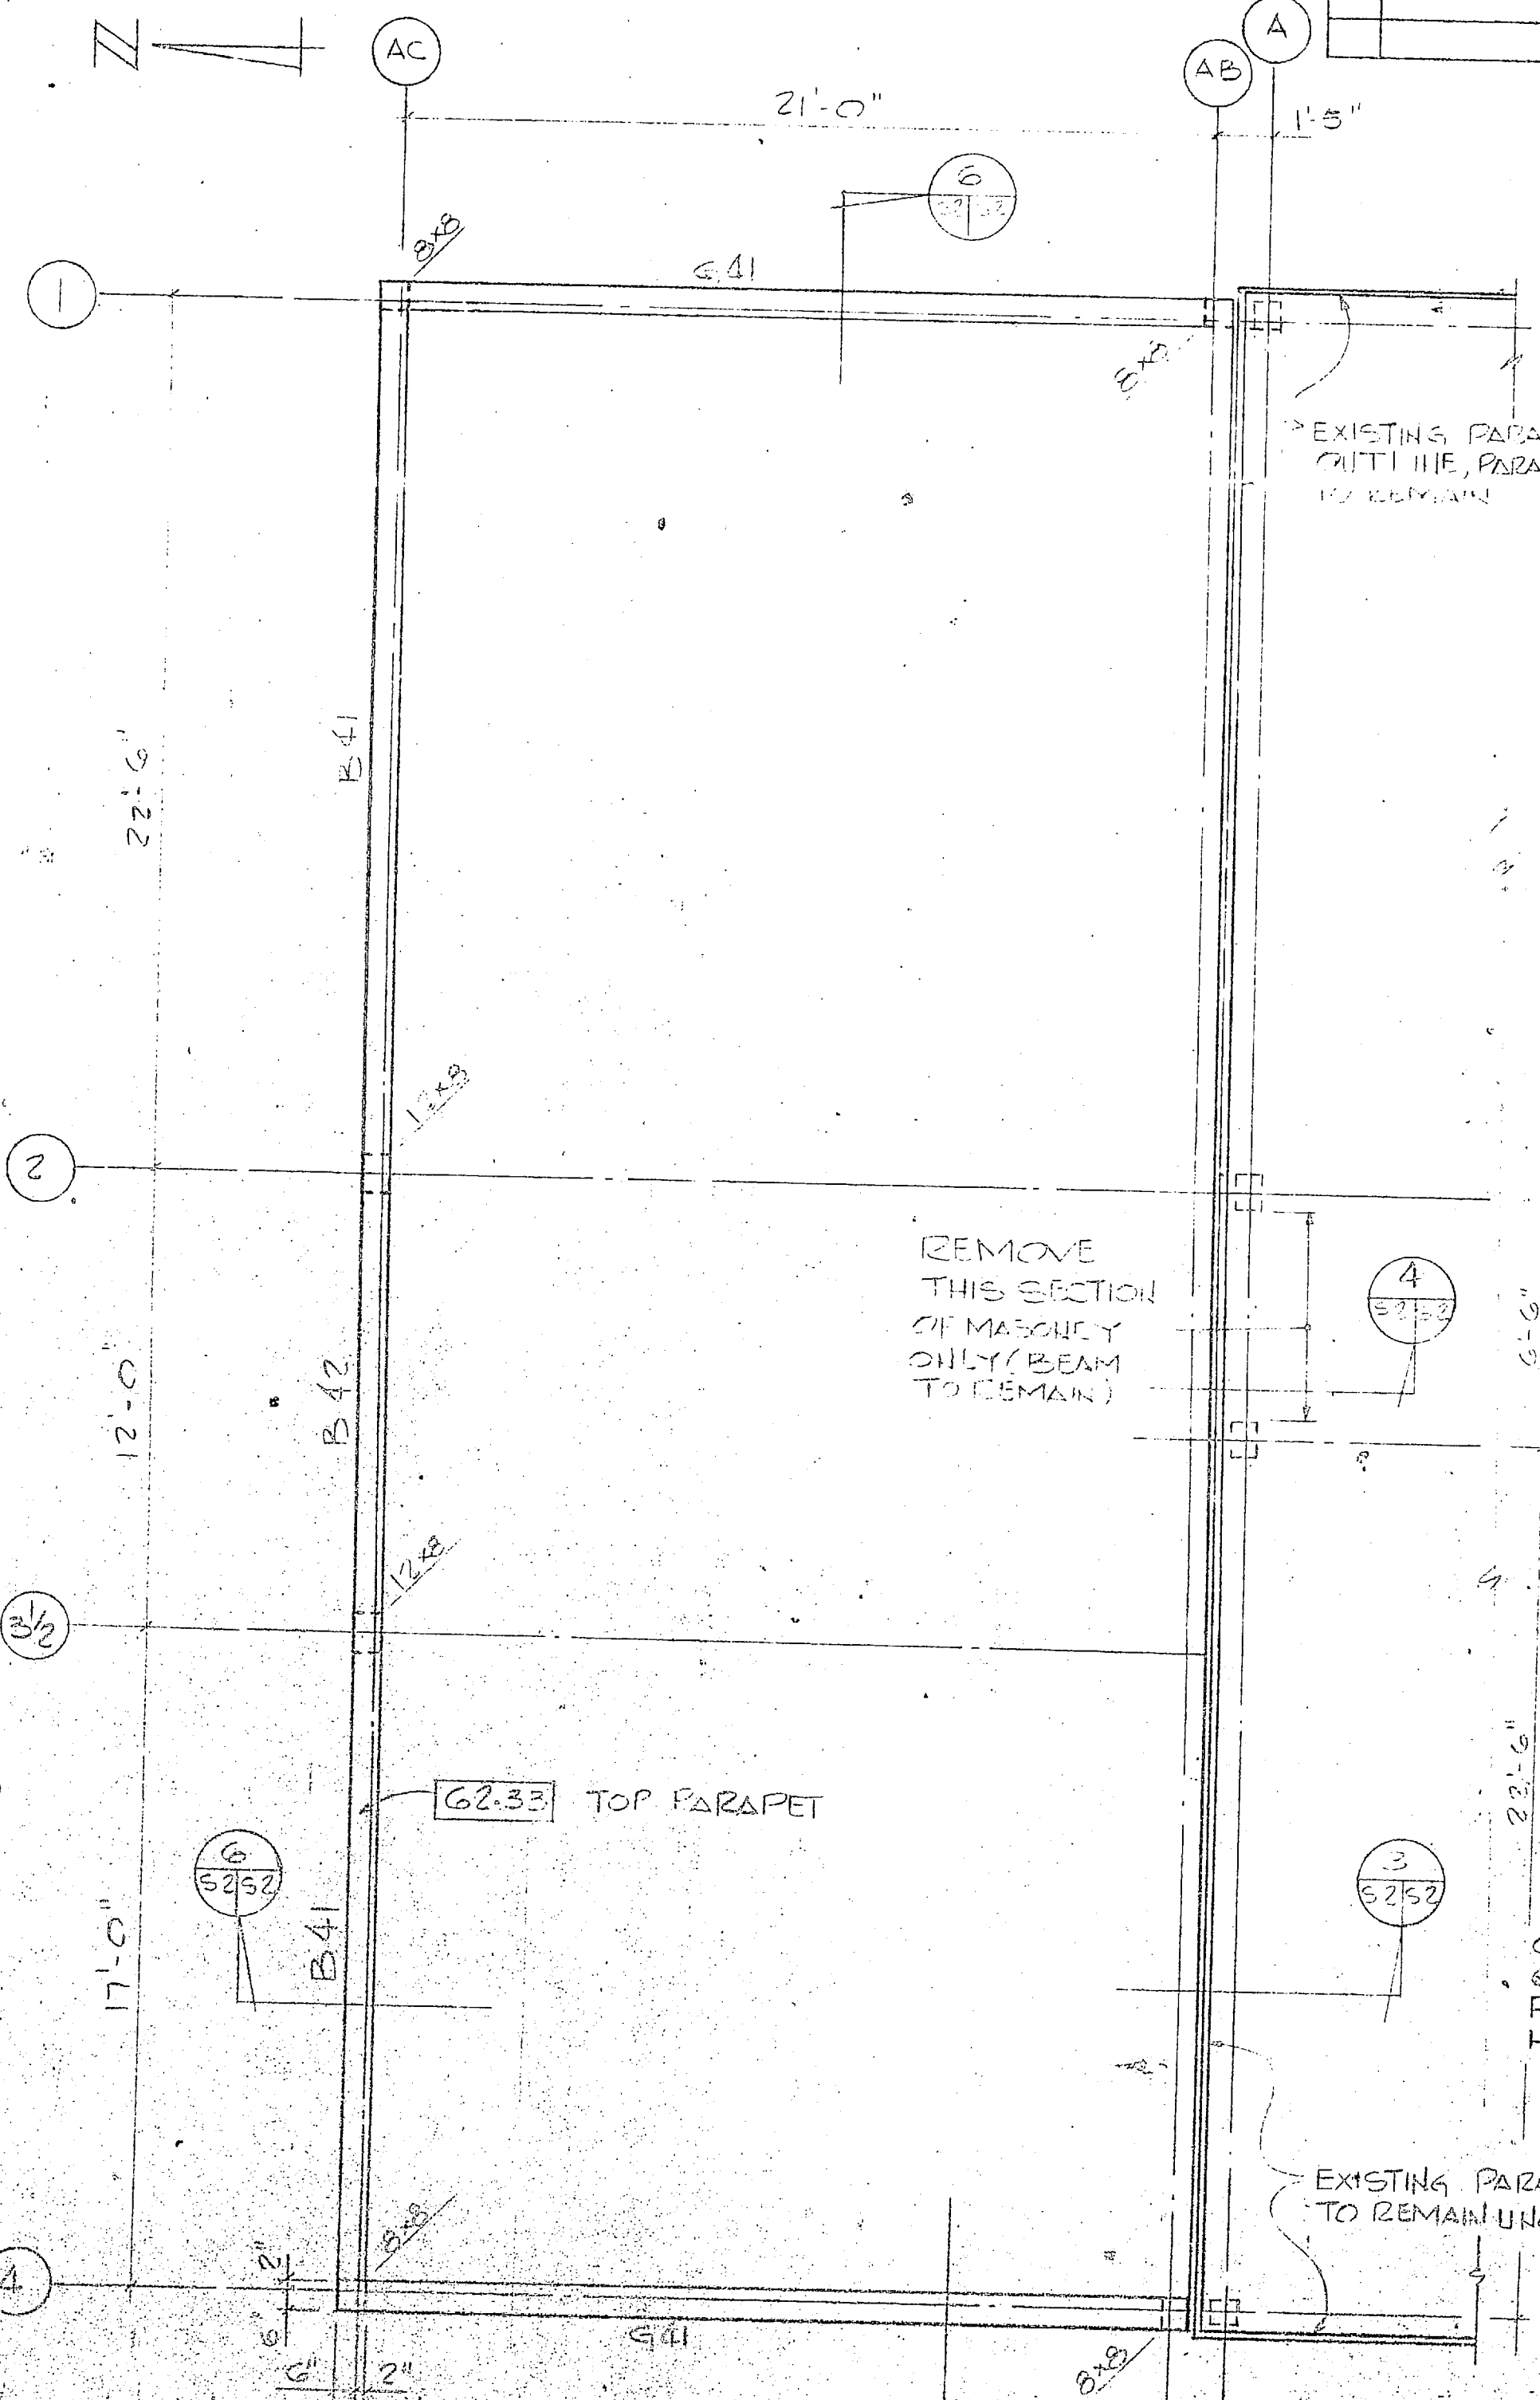 N
AC
AB
A
21'-0"
1'-5"
6
S2 S2
8x8
G41
1
8x8
EXISTING PARA
OUTLINE, PARA
TO REMAIN
B41
22'-6"
12x8
2
REMOVE
THIS SECTION
OF MASONRY
ONLY (BEAM
TO REMAIN)
4
S2 S2
6'-6"
B42
12'-0"
12x8
3½
62.33 TOP PARAPET
22'-6"
6
S2 S2
3
S2 S2
B41
17'-0"
EXISTING PARA
TO REMAIN UN
8x8
4
2"
6"
G41
6" 2"
8x8